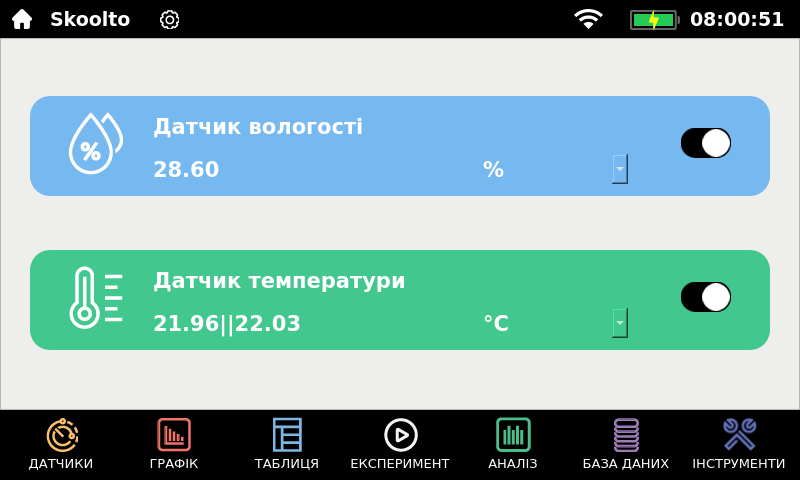 Skoolto 08:00:51
Датчик вологості
28.60 %
Датчик температури
21.96||22.03 °C
ДАТЧИКИ ГРАФІК ТАБЛИЦЯ ЕКСПЕРИМЕНТ АНАЛІЗ БАЗА ДАНИХ ІНСТРУМЕНТИ